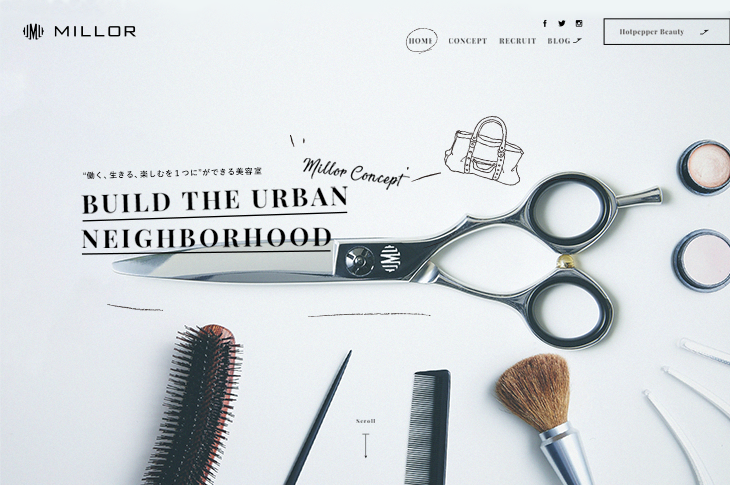 MILLOR
HOME CONCEPT RECRUIT BLOG
Hotpepper Beauty
"働く、生きる、楽しむを1つに"ができる美容室
Millor Concept
BUILD THE URBAN
NEIGHBORHOOD
Scroll